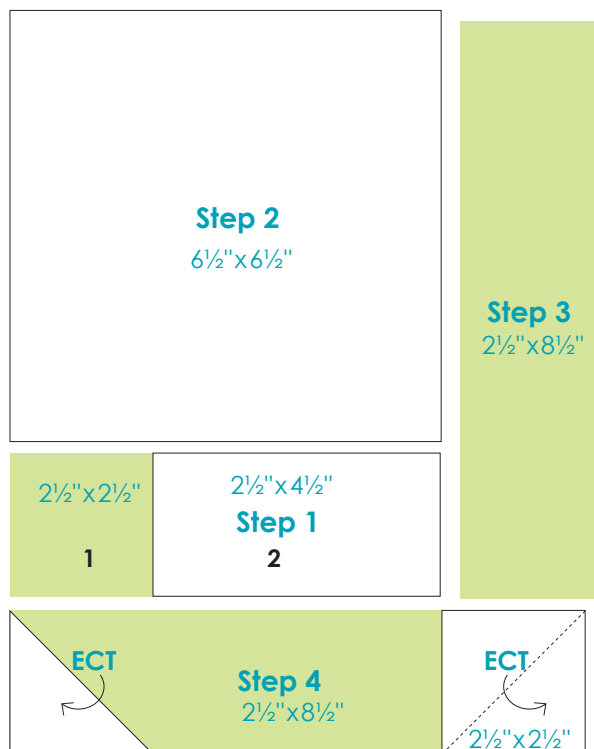 Step 2
6½"x6½"
Step 3
2½"x8½"
2½"x2½"
2½"x4½"
Step 1
1
2
ECT
Step 4
2½"x8½"
ECT
2½"x2½"